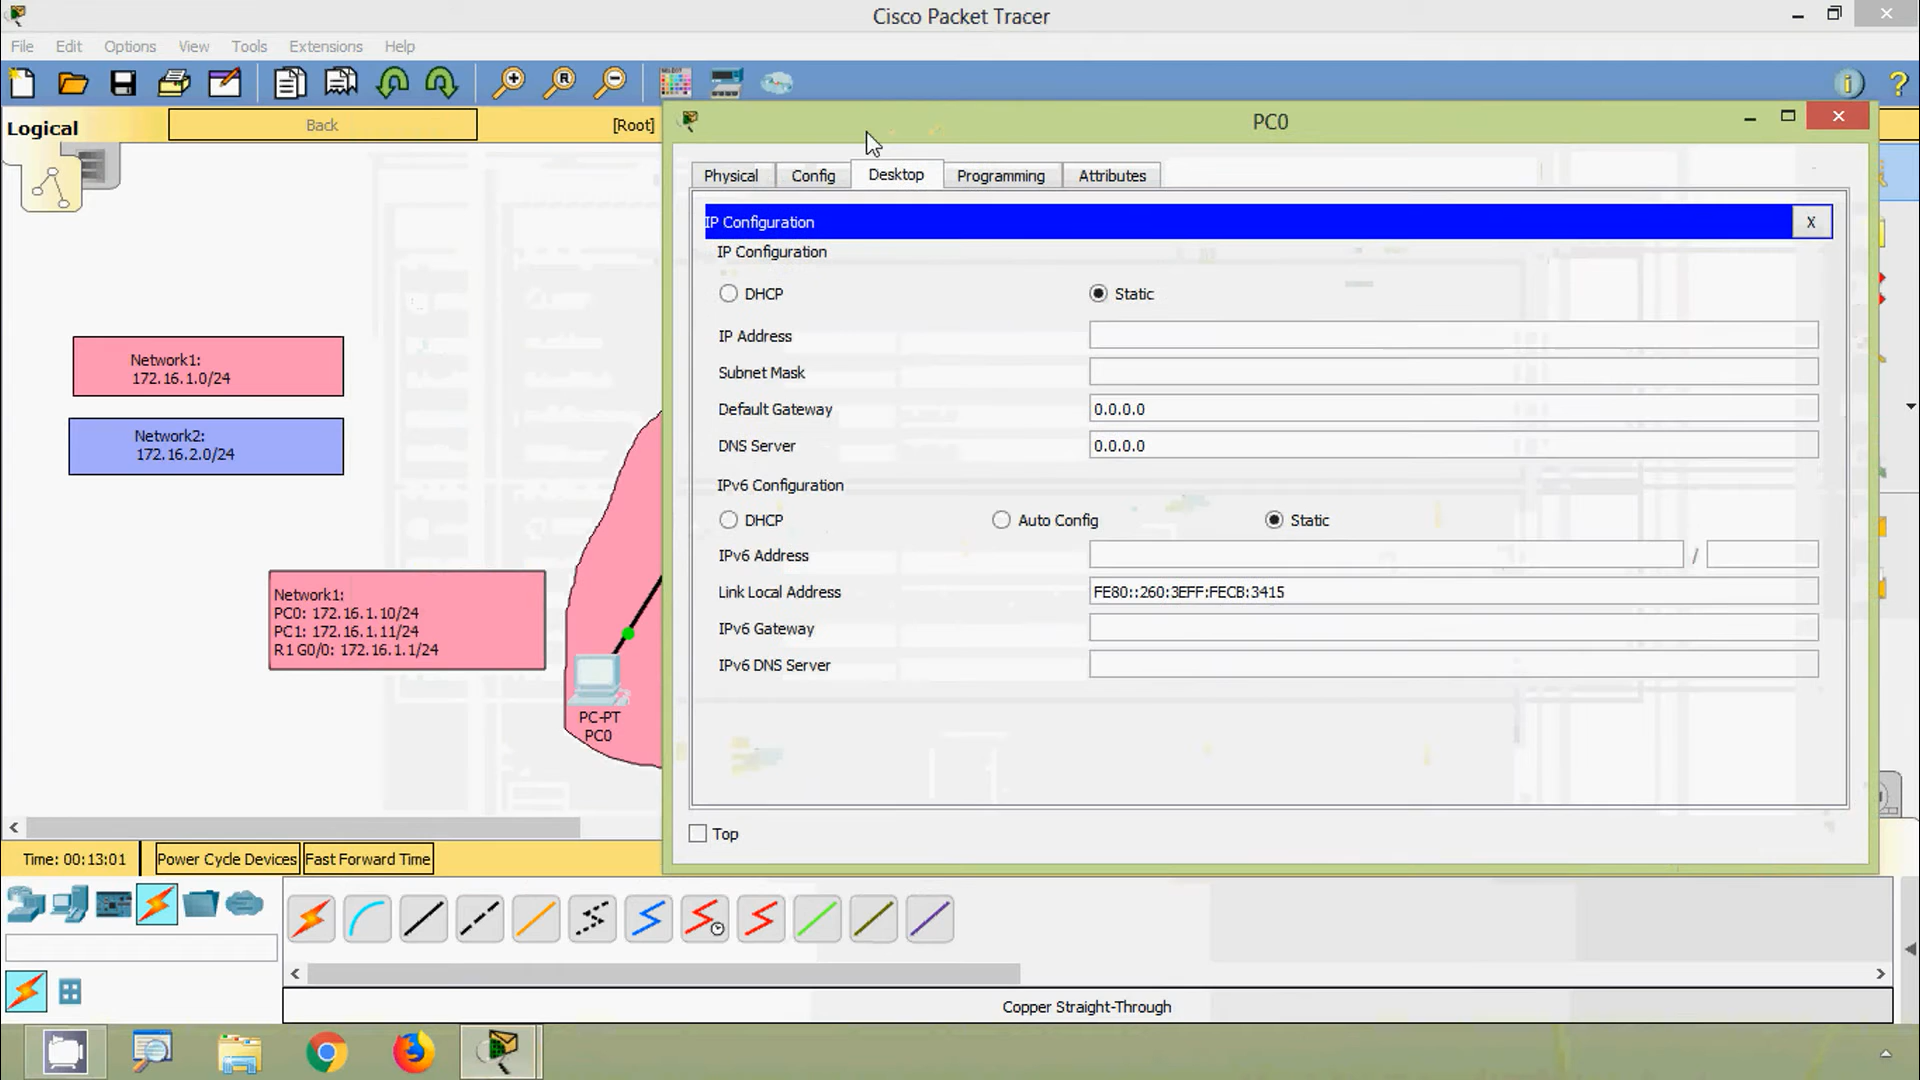 Cisco Packet Tracer
File Edit Options View Tools Extensions Help
Logical
Back
[Root]
PC0
Physical Config Desktop Programming Attributes
IP Configuration
X
IP Configuration
DHCP
Static
IP Address
Subnet Mask
Default Gateway
0.0.0.0
DNS Server
0.0.0.0
IPv6 Configuration
DHCP
Auto Config
Static
IPv6 Address
/
Link Local Address
FE80::260:3EFF:FECB:3415
IPv6 Gateway
IPv6 DNS Server
Top
Network1:
172.16.1.0/24
Network2:
172.16.2.0/24
Network1:
PC0: 172.16.1.10/24
PC1: 172.16.1.11/24
R1 G0/0: 172.16.1.1/24
PC-PT
PC0
Time: 00:13:01
Power Cycle Devices
Fast Forward Time
Copper Straight-Through